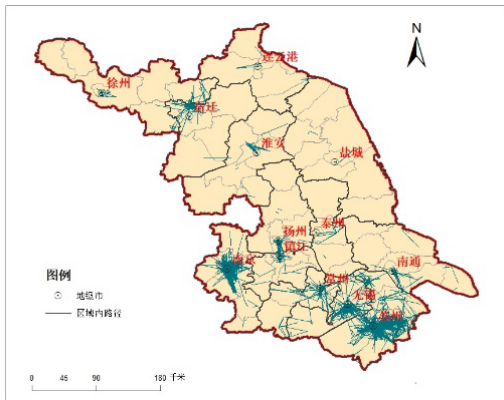 N
连云港
徐州
宿迁
淮安
盐城
扬州
泰州
镇江
南京
南通
常州
无锡
苏州
图例
地级市
区域内路径
0 45 90 180 千米